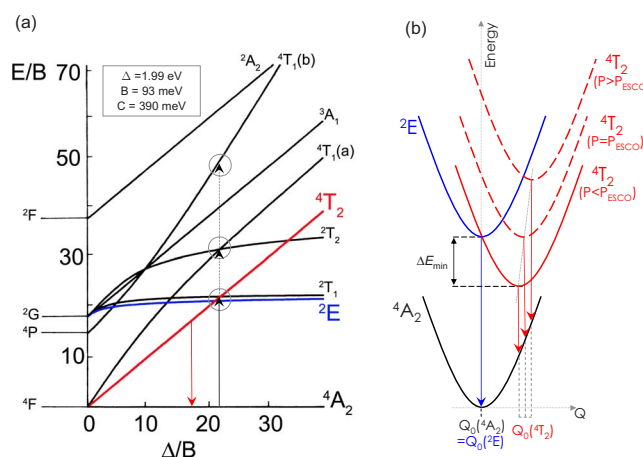 (a)
E/B
70
50
30
10
Δ =1.99 eV
B = 93 meV
C = 390 meV
²A₂
⁴T₁(b)
³A₁
⁴T₁(a)
⁴T₂
²T₂
²T₁
²E
⁴A₂
²F
²G
⁴P
⁴F
0 10 20 30
Δ/B
(b)
Energy
²E
⁴T₂
(P>P_ESCO)
⁴T₂
(P=P_ESCO)
⁴T₂
(P<P_ESCO)
ΔE_min
⁴A₂
Q
Q₀(⁴A₂)
=Q₀(²E)
Q₀(⁴T₂)